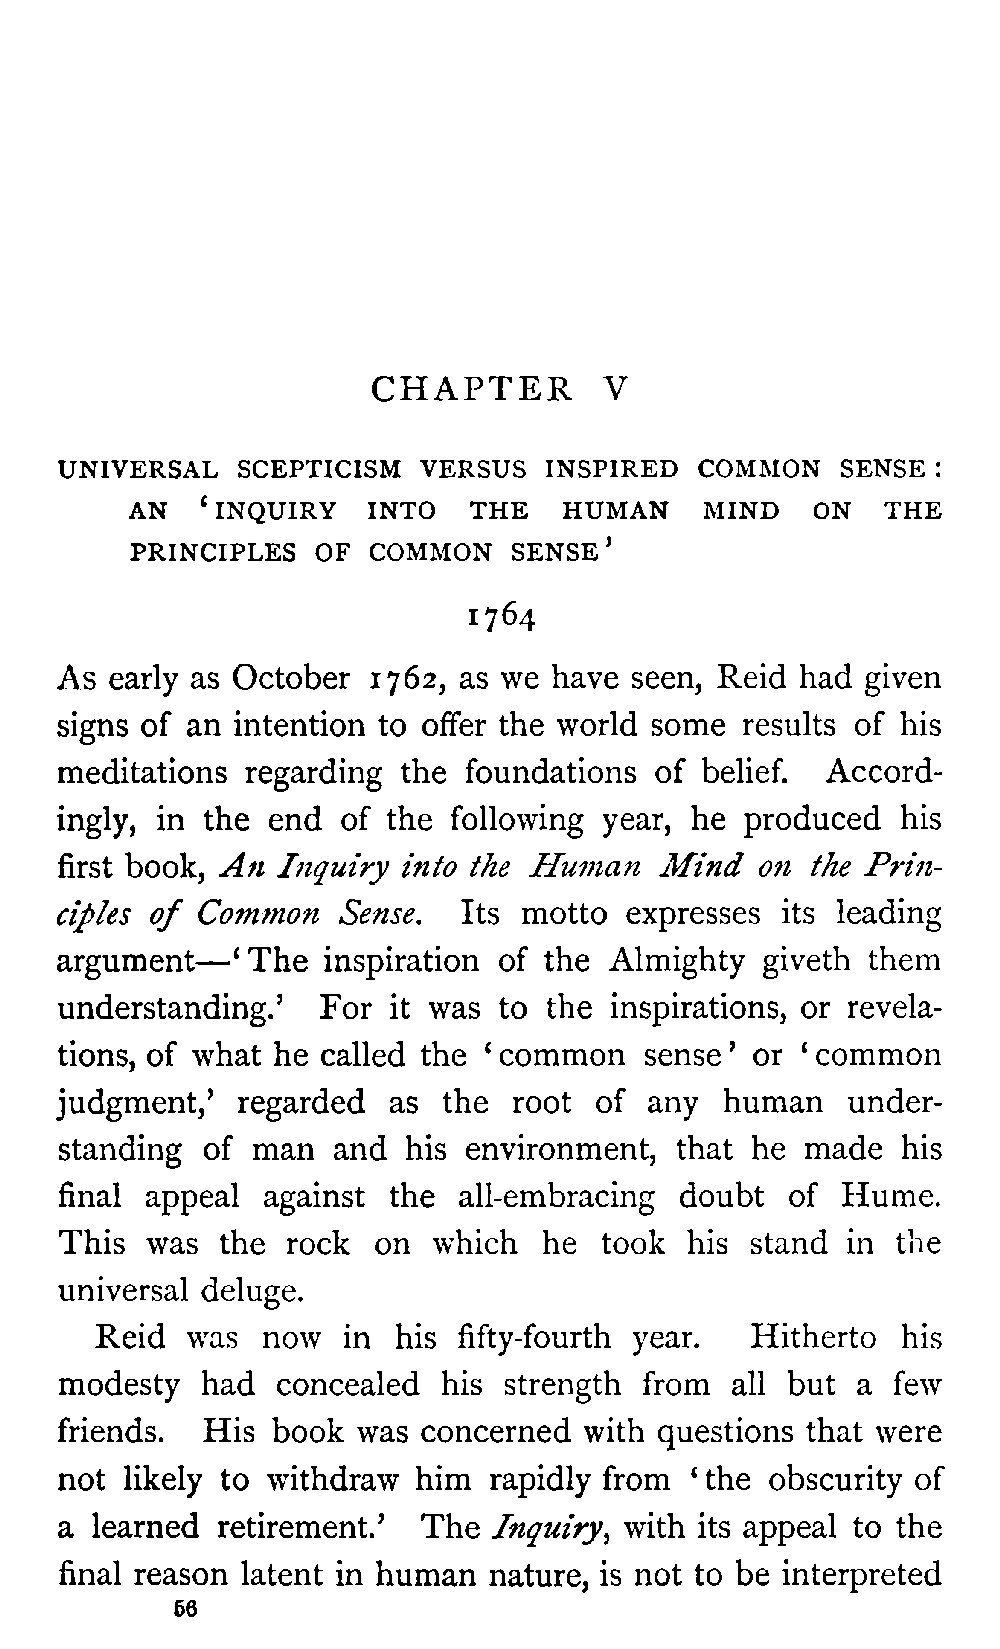 CHAPTER V
UNIVERSAL SCEPTICISM VERSUS INSPIRED COMMON SENSE:
AN 'INQUIRY INTO THE HUMAN MIND ON THE
PRINCIPLES OF COMMON SENSE'
1764
As early as October 1762, as we have seen, Reid had given
signs of an intention to offer the world some results of his
meditations regarding the foundations of belief. Accord-
ingly, in the end of the following year, he produced his
first book, An Inquiry into the Human Mind on the Prin-
ciples of Common Sense. Its motto expresses its leading
argument—'The inspiration of the Almighty giveth them
understanding.' For it was to the inspirations, or revela-
tions, of what he called the 'common sense' or 'common
judgment,' regarded as the root of any human under-
standing of man and his environment, that he made his
final appeal against the all-embracing doubt of Hume.
This was the rock on which he took his stand in the
universal deluge.
Reid was now in his fifty-fourth year. Hitherto his
modesty had concealed his strength from all but a few
friends. His book was concerned with questions that were
not likely to withdraw him rapidly from 'the obscurity of
a learned retirement.' The Inquiry, with its appeal to the
final reason latent in human nature, is not to be interpreted
56